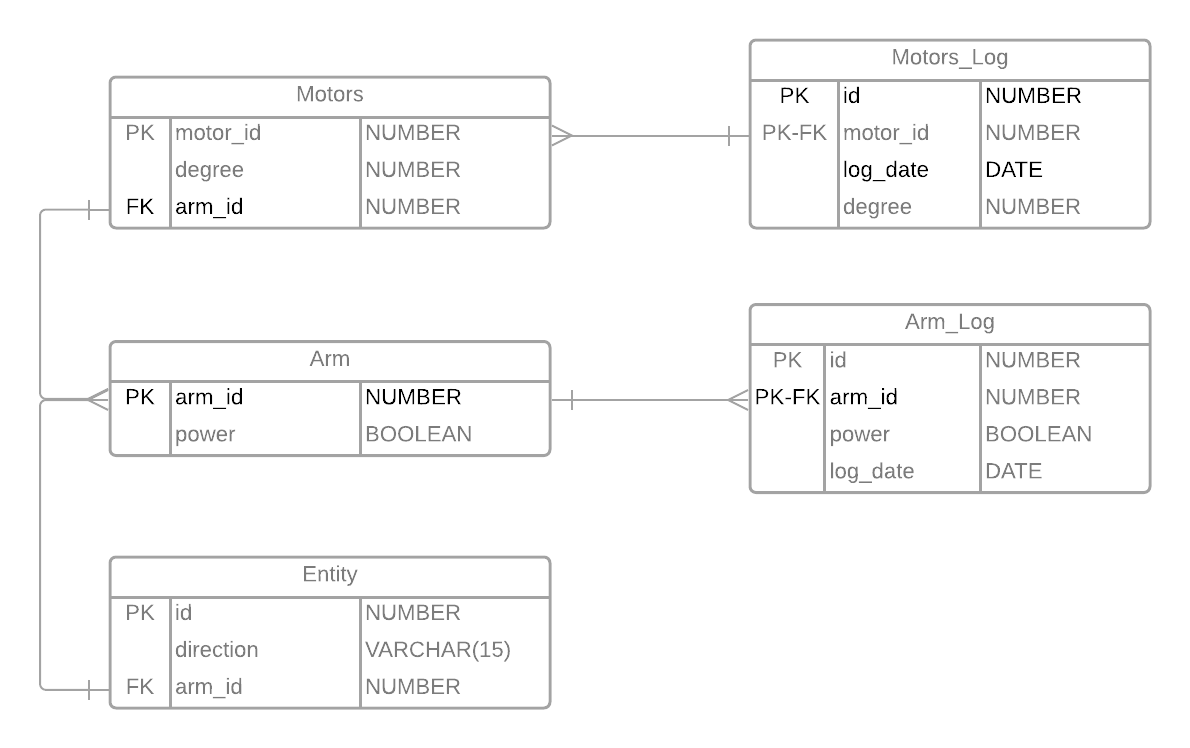 Motors
PK motor_id NUMBER
degree NUMBER
FK arm_id NUMBER
Motors_Log
PK id NUMBER
PK-FK motor_id NUMBER
log_date DATE
degree NUMBER
Arm
PK arm_id NUMBER
power BOOLEAN
Arm_Log
PK id NUMBER
PK-FK arm_id NUMBER
power BOOLEAN
log_date DATE
Entity
PK id NUMBER
direction VARCHAR(15)
FK arm_id NUMBER